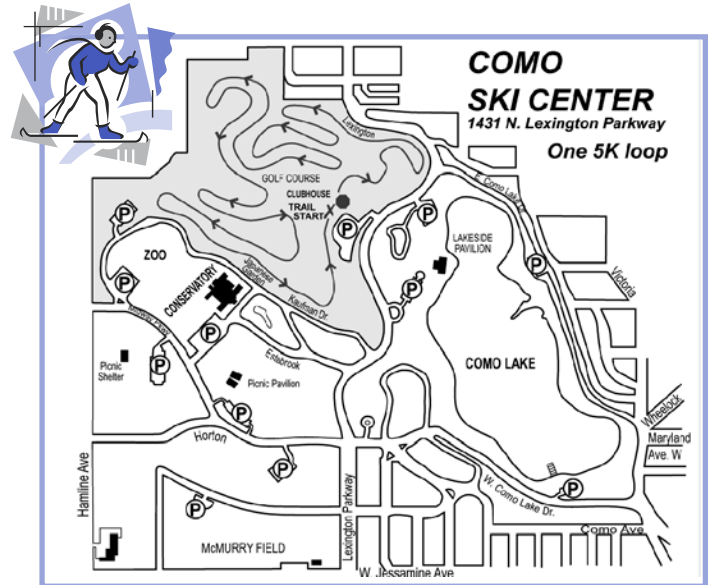 COMO
SKI CENTER
1431 N. Lexington Parkway
One 5K loop
Lexington
GOLF COURSE
CLUBHOUSE
TRAIL
START
X
P
P
P
E. Como Lake Dr.
LAKESIDE
PAVILION
ZOO
P
Victoria
Japanese
Garden
CONSERVATORY
P
P
Kaufman Dr.
Midway Pkwy
P
Estabrook
COMO LAKE
Picnic
Shelter
P
Picnic Pavilion
P
Wheelock
Horton
Maryland
Ave. W
P
Hamline Ave
P
Lexington Parkway
P
W. Como Lake Dr.
Como Ave
McMURRY FIELD
W. Jessamine Ave